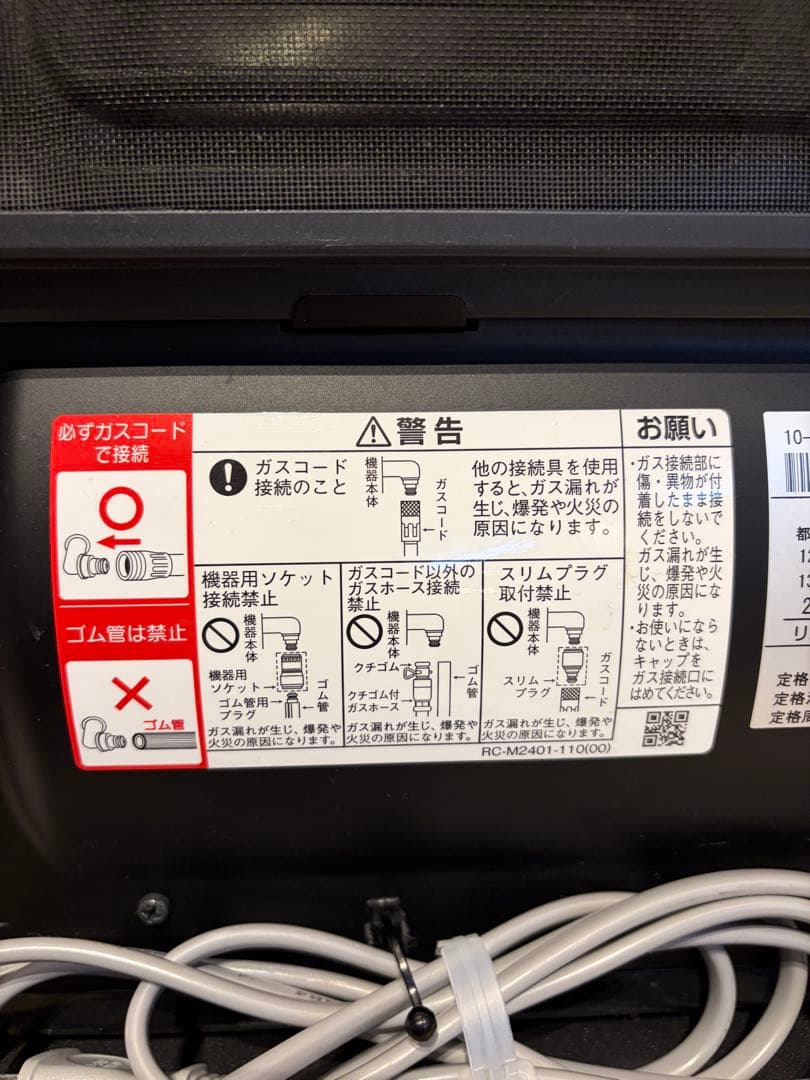 必ずガスコード
で接続
ゴム管は禁止
ゴム管
警告
ガスコード
接続のこと
機器本体
ガスコード
他の接続具を使用
すると、ガス漏れが
生じ、爆発や火災の
原因になります。
機器用ソケット
接続禁止
機器本体
機器用
ソケット
ゴム管用
プラグ
ゴム管
ガス漏れが生じ、爆発や
火災の原因になります。
ガスコード以外の
ガスホース接続
禁止
機器本体
クチゴム
クチゴム付
ガスホース
ゴム管
ガス漏れが生じ、爆発や
火災の原因になります。
スリムプラグ
取付禁止
機器本体
スリム
プラグ
ガスコード
ガス漏れが生じ、爆発や
火災の原因になります。
RC-M2401-110(00)
お願い
・ガス接続部に
傷・異物が付
着したまま接
続をしないで
ください。
ガス漏れが生
じ、爆発や火
災の原因にな
ります。
・お使いになら
ないときは、
キャップを
ガス接続口に
はめてください。
10-
都
12
13
2
リ
定格
定格
定格